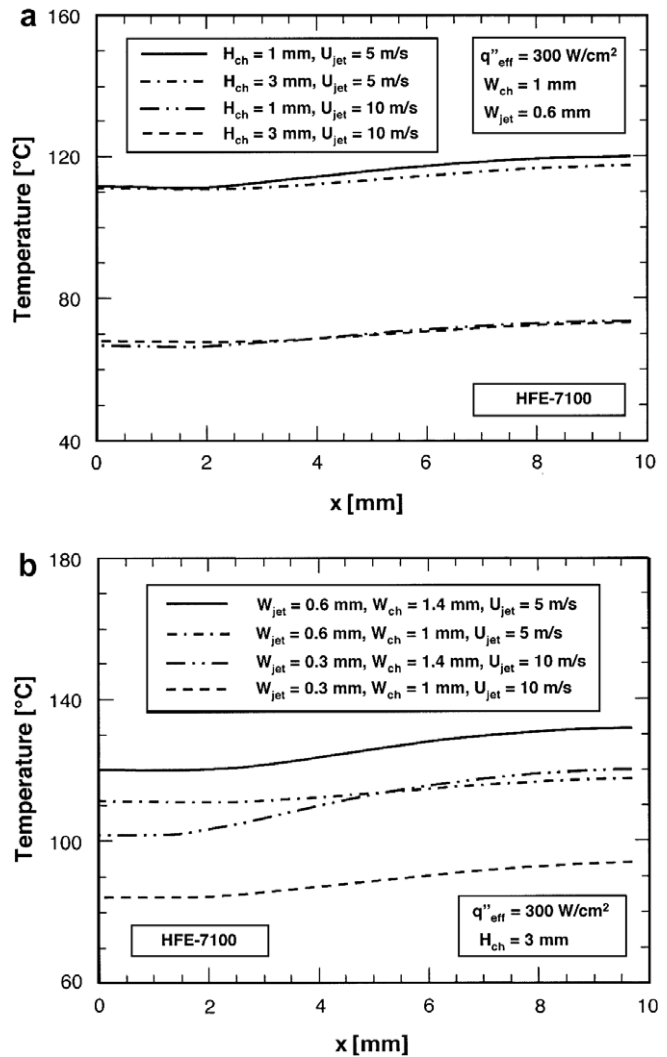 a
160
120
80
40
Temperature [°C]
H_ch = 1 mm, U_jet = 5 m/s
H_ch = 3 mm, U_jet = 5 m/s
H_ch = 1 mm, U_jet = 10 m/s
H_ch = 3 mm, U_jet = 10 m/s
q"_eff = 300 W/cm²
W_ch = 1 mm
W_jet = 0.6 mm
HFE-7100
0 2 4 6 8 10
x [mm]
b
180
140
100
60
Temperature [°C]
W_jet = 0.6 mm, W_ch = 1.4 mm, U_jet = 5 m/s
W_jet = 0.6 mm, W_ch = 1 mm, U_jet = 5 m/s
W_jet = 0.3 mm, W_ch = 1.4 mm, U_jet = 10 m/s
W_jet = 0.3 mm, W_ch = 1 mm, U_jet = 10 m/s
HFE-7100
q"_eff = 300 W/cm²
H_ch = 3 mm
0 2 4 6 8 10
x [mm]